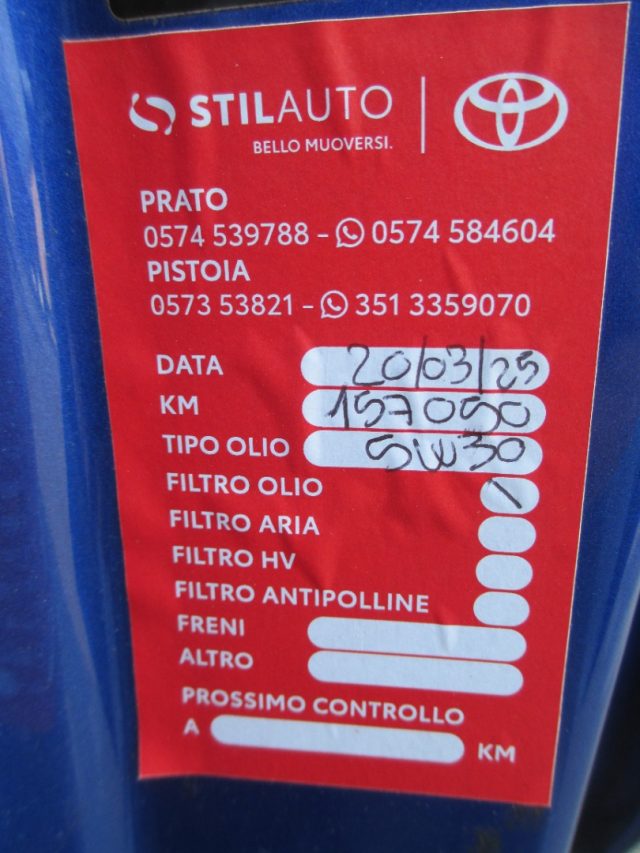 STILAUTO
BELLO MUOVERSI.
PRATO
0574 539788 - 0574 584604
PISTOIA
0573 53821 - 351 3359070
DATA 20/03/25
KM 157050
TIPO OLIO 5W30
FILTRO OLIO /
FILTRO ARIA
FILTRO HV
FILTRO ANTIPOLLINE
FRENI
ALTRO
PROSSIMO CONTROLLO
A KM